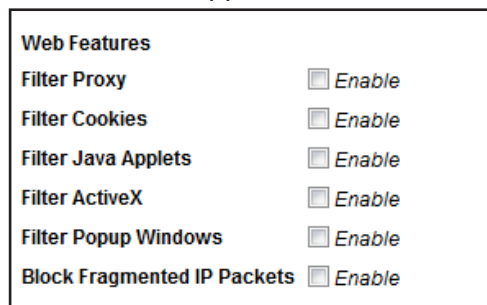 Web Features
Filter Proxy Enable
Filter Cookies Enable
Filter Java Applets Enable
Filter ActiveX Enable
Filter Popup Windows Enable
Block Fragmented IP Packets Enable